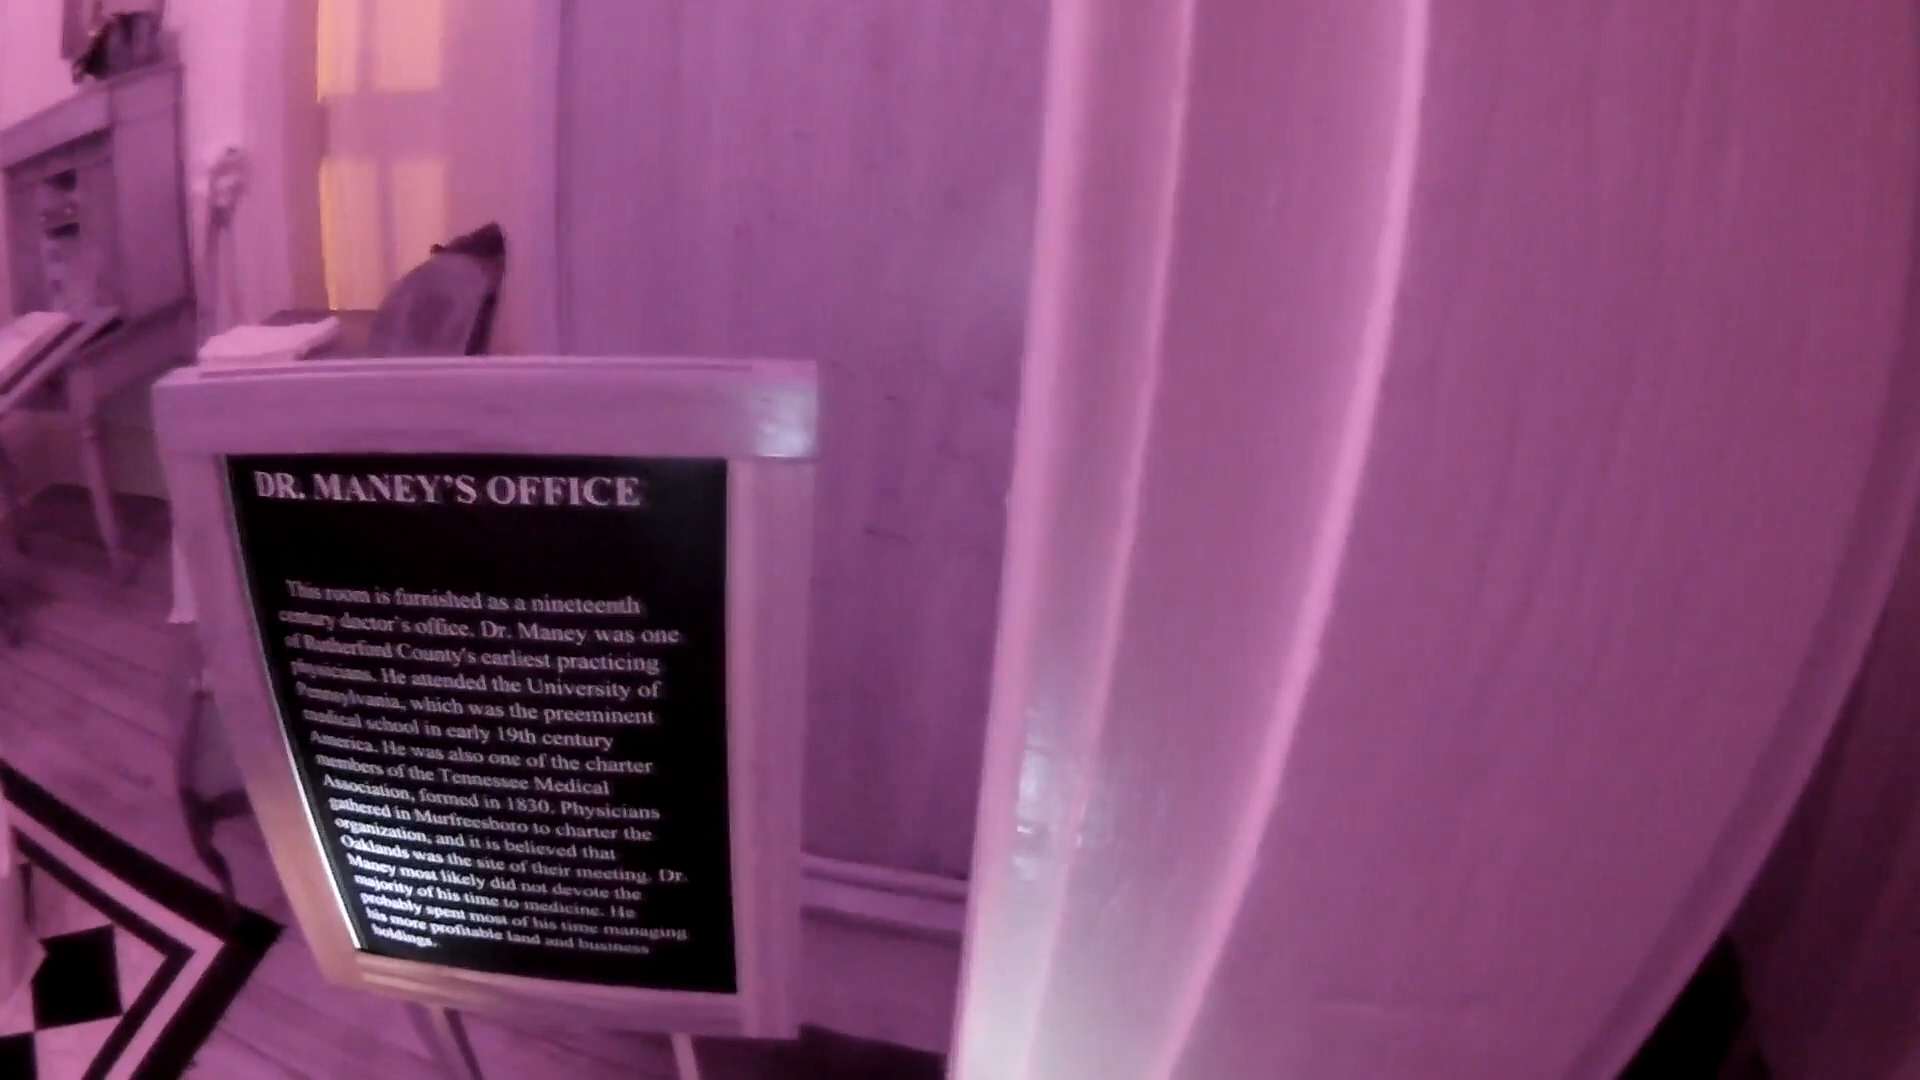 DR. MANEY'S OFFICE
This room is furnished as a nineteenth
century doctor's office. Dr. Maney was one
of Rutherford County's earliest practicing
physicians. He attended the University of
Pennsylvania, which was the preeminent
medical school in early 19th century
America. He was also one of the charter
members of the Tennessee Medical
Association, formed in 1830. Physicians
gathered in Murfreesboro to charter the
organization, and it is believed that
Oaklands was the site of their meeting. Dr.
Maney most likely did not devote the
majority of his time to medicine. He
probably spent most of his time managing
his more profitable land and business
holdings.